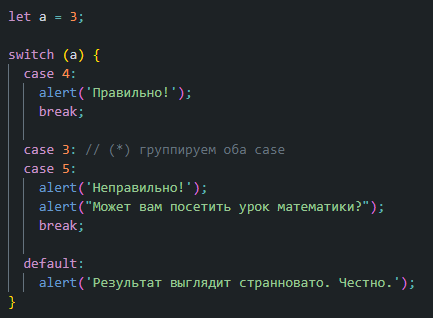 let a = 3;
switch (a) {
case 4:
alert('Правильно!');
break;
case 3: // (*) группируем оба case
case 5:
alert('Неправильно!');
alert("Может вам посетить урок математики?");
break;
default:
alert('Результат выглядит странновато. Честно.');
}